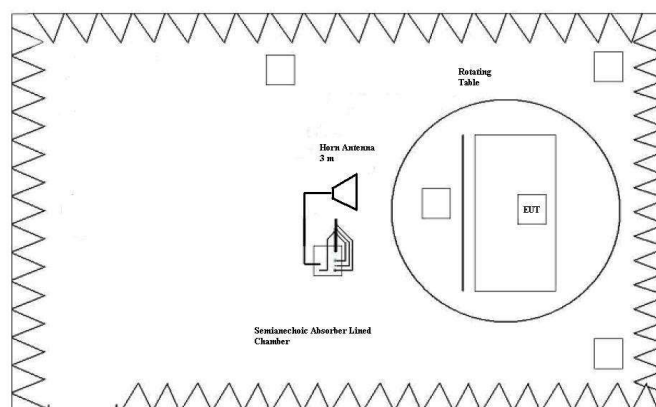 Rotating
Table
Horn Antenna
3 m
EUT
Semianechoic Absorber Lined
Chamber